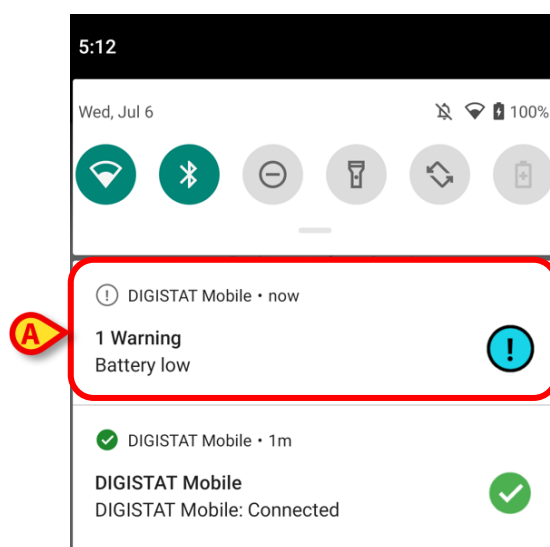 5:12
Wed, Jul 6 100%
DIGISTAT Mobile • now
A
1 Warning
Battery low
!
DIGISTAT Mobile • 1m
DIGISTAT Mobile
DIGISTAT Mobile: Connected